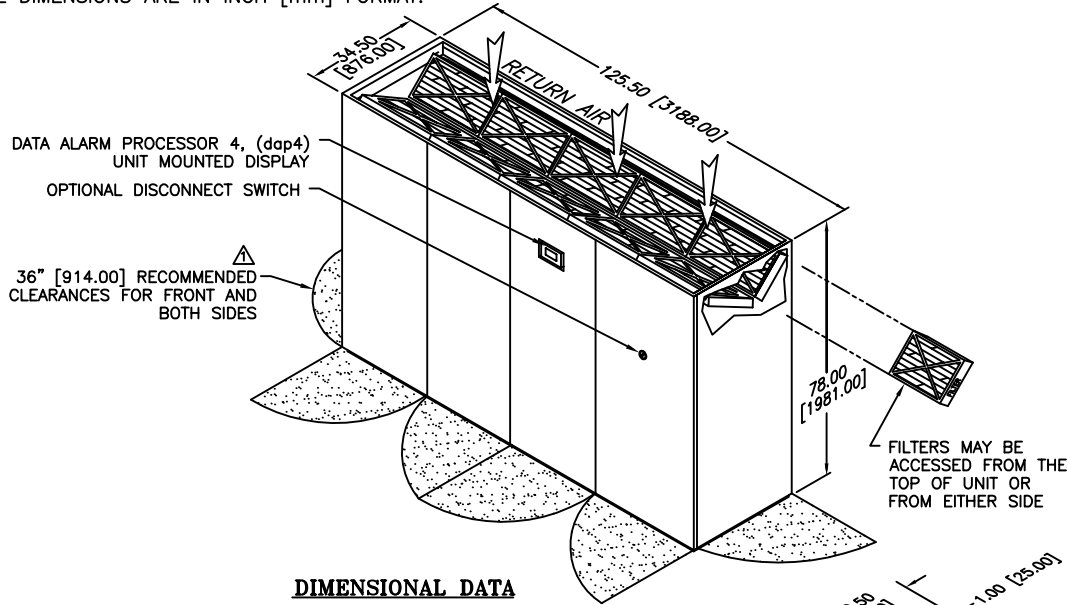 DIMENSIONS ARE IN INCH [mm] FORMAT.
34.50
[876.00]
RETURN AIR
125.50 [3188.00]
DATA ALARM PROCESSOR 4, (dap4)
UNIT MOUNTED DISPLAY
OPTIONAL DISCONNECT SWITCH
1
36" [914.00] RECOMMENDED
CLEARANCES FOR FRONT AND
BOTH SIDES
78.00
[1981.00]
FILTERS MAY BE
ACCESSED FROM THE
TOP OF UNIT OR
FROM EITHER SIDE
DIMENSIONAL DATA
1.00 [25.00]